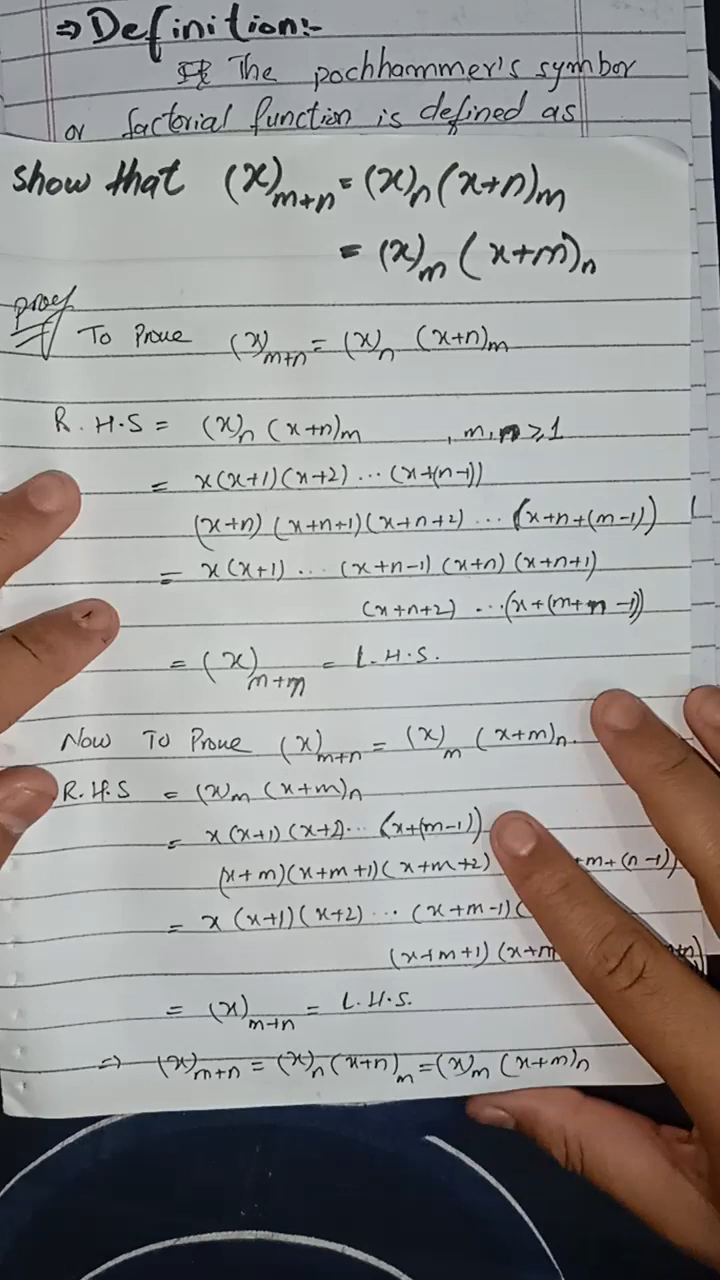 ⇒ Definition:-
The pochhammer's symbol
or factorial function is defined as
show that (x)ₘ₊ₙ = (x)ₙ (x+n)ₘ
= (x)ₘ (x+m)ₙ
proof
To Prove (x)ₘ₊ₙ = (x)ₙ (x+n)ₘ
R.H.S = (x)ₙ (x+n)ₘ , m, n ≥ 1
= x(x+1)(x+2) ... (x+(n-1))
(x+n) (x+n+1)(x+n+2) ... (x+n+(m-1))
= x(x+1) ... (x+n-1) (x+n) (x+n+1)
(x+n+2) ... (x+(m+n-1))
= (x)ₘ₊ₙ = L.H.S.
Now To Prove (x)ₘ₊ₙ = (x)ₘ (x+m)ₙ.
R.H.S = (x)ₘ (x+m)ₙ
= x(x+1)(x+2)... (x+(m-1))
(x+m)(x+m+1)(x+m+2) +m+(n-1))
= x(x+1)(x+2) ... (x+m-1)(
(x+m+1)(x+m
= (x)ₘ₊ₙ = L.H.S.
⇒ (x)ₘ₊ₙ = (x)ₙ(x+n)ₘ = (x)ₘ (x+m)ₙ